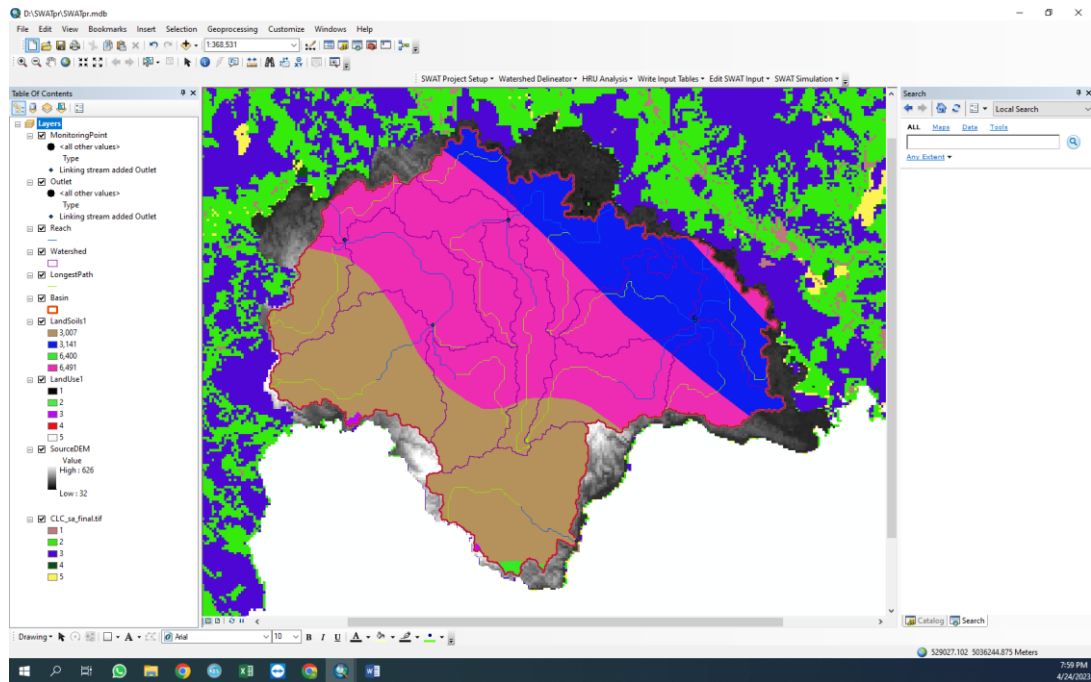 D:\SWATpr\SWATpr.mdb
File Edit View Bookmarks Insert Selection Geoprocessing Customize Windows Help
1:368,531
SWAT Project Setup Watershed Delineator HRU Analysis Write Input Tables Edit SWAT Input SWAT Simulation
Table Of Contents
Layers
MonitoringPoint
<all other values>
Type
Linking stream added Outlet
Outlet
<all other values>
Type
Linking stream added Outlet
Reach
Watershed
LongestPath
Basin
LandSoils1
3,007
3,141
6,400
6,491
LandUse1
1
2
3
4
5
SourceDEM
Value
High : 626
Low : 32
CLC_sa_final.tif
1
2
3
4
5
Search
Local Search
ALL Maps Data Tools
Any Extent
Catalog Search
Drawing Arial 10 B I U A
529027.102 5036244.875 Meters
7:59 PM